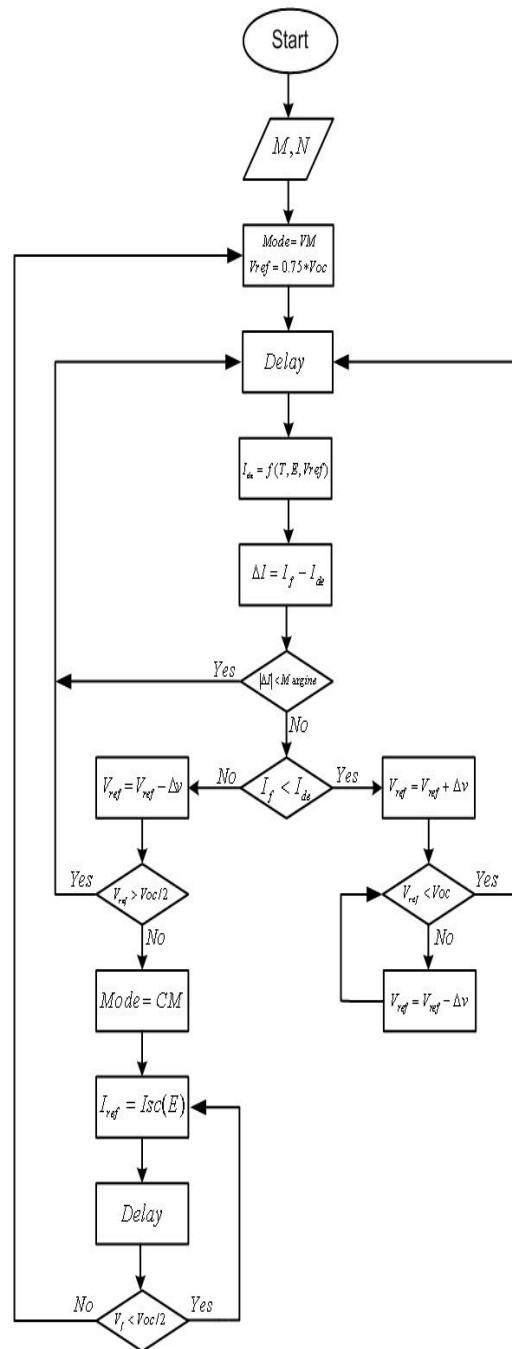 Start
M, N
Mode = VM
Vref = 0.75*Voc
Delay
I_de = f(T, E, Vref)
ΔI = I_f − I_de
Yes
|ΔI| < M argine
No
V_ref = V_ref − Δv
No
I_f < I_de
Yes
V_ref = V_ref + Δv
Yes
V_ref > Voc/2
V_ref < Voc
Yes
No
No
Mode = CM
V_ref = V_ref − Δv
I_ref = Isc(E)
Delay
No
V_f < Voc/2
Yes